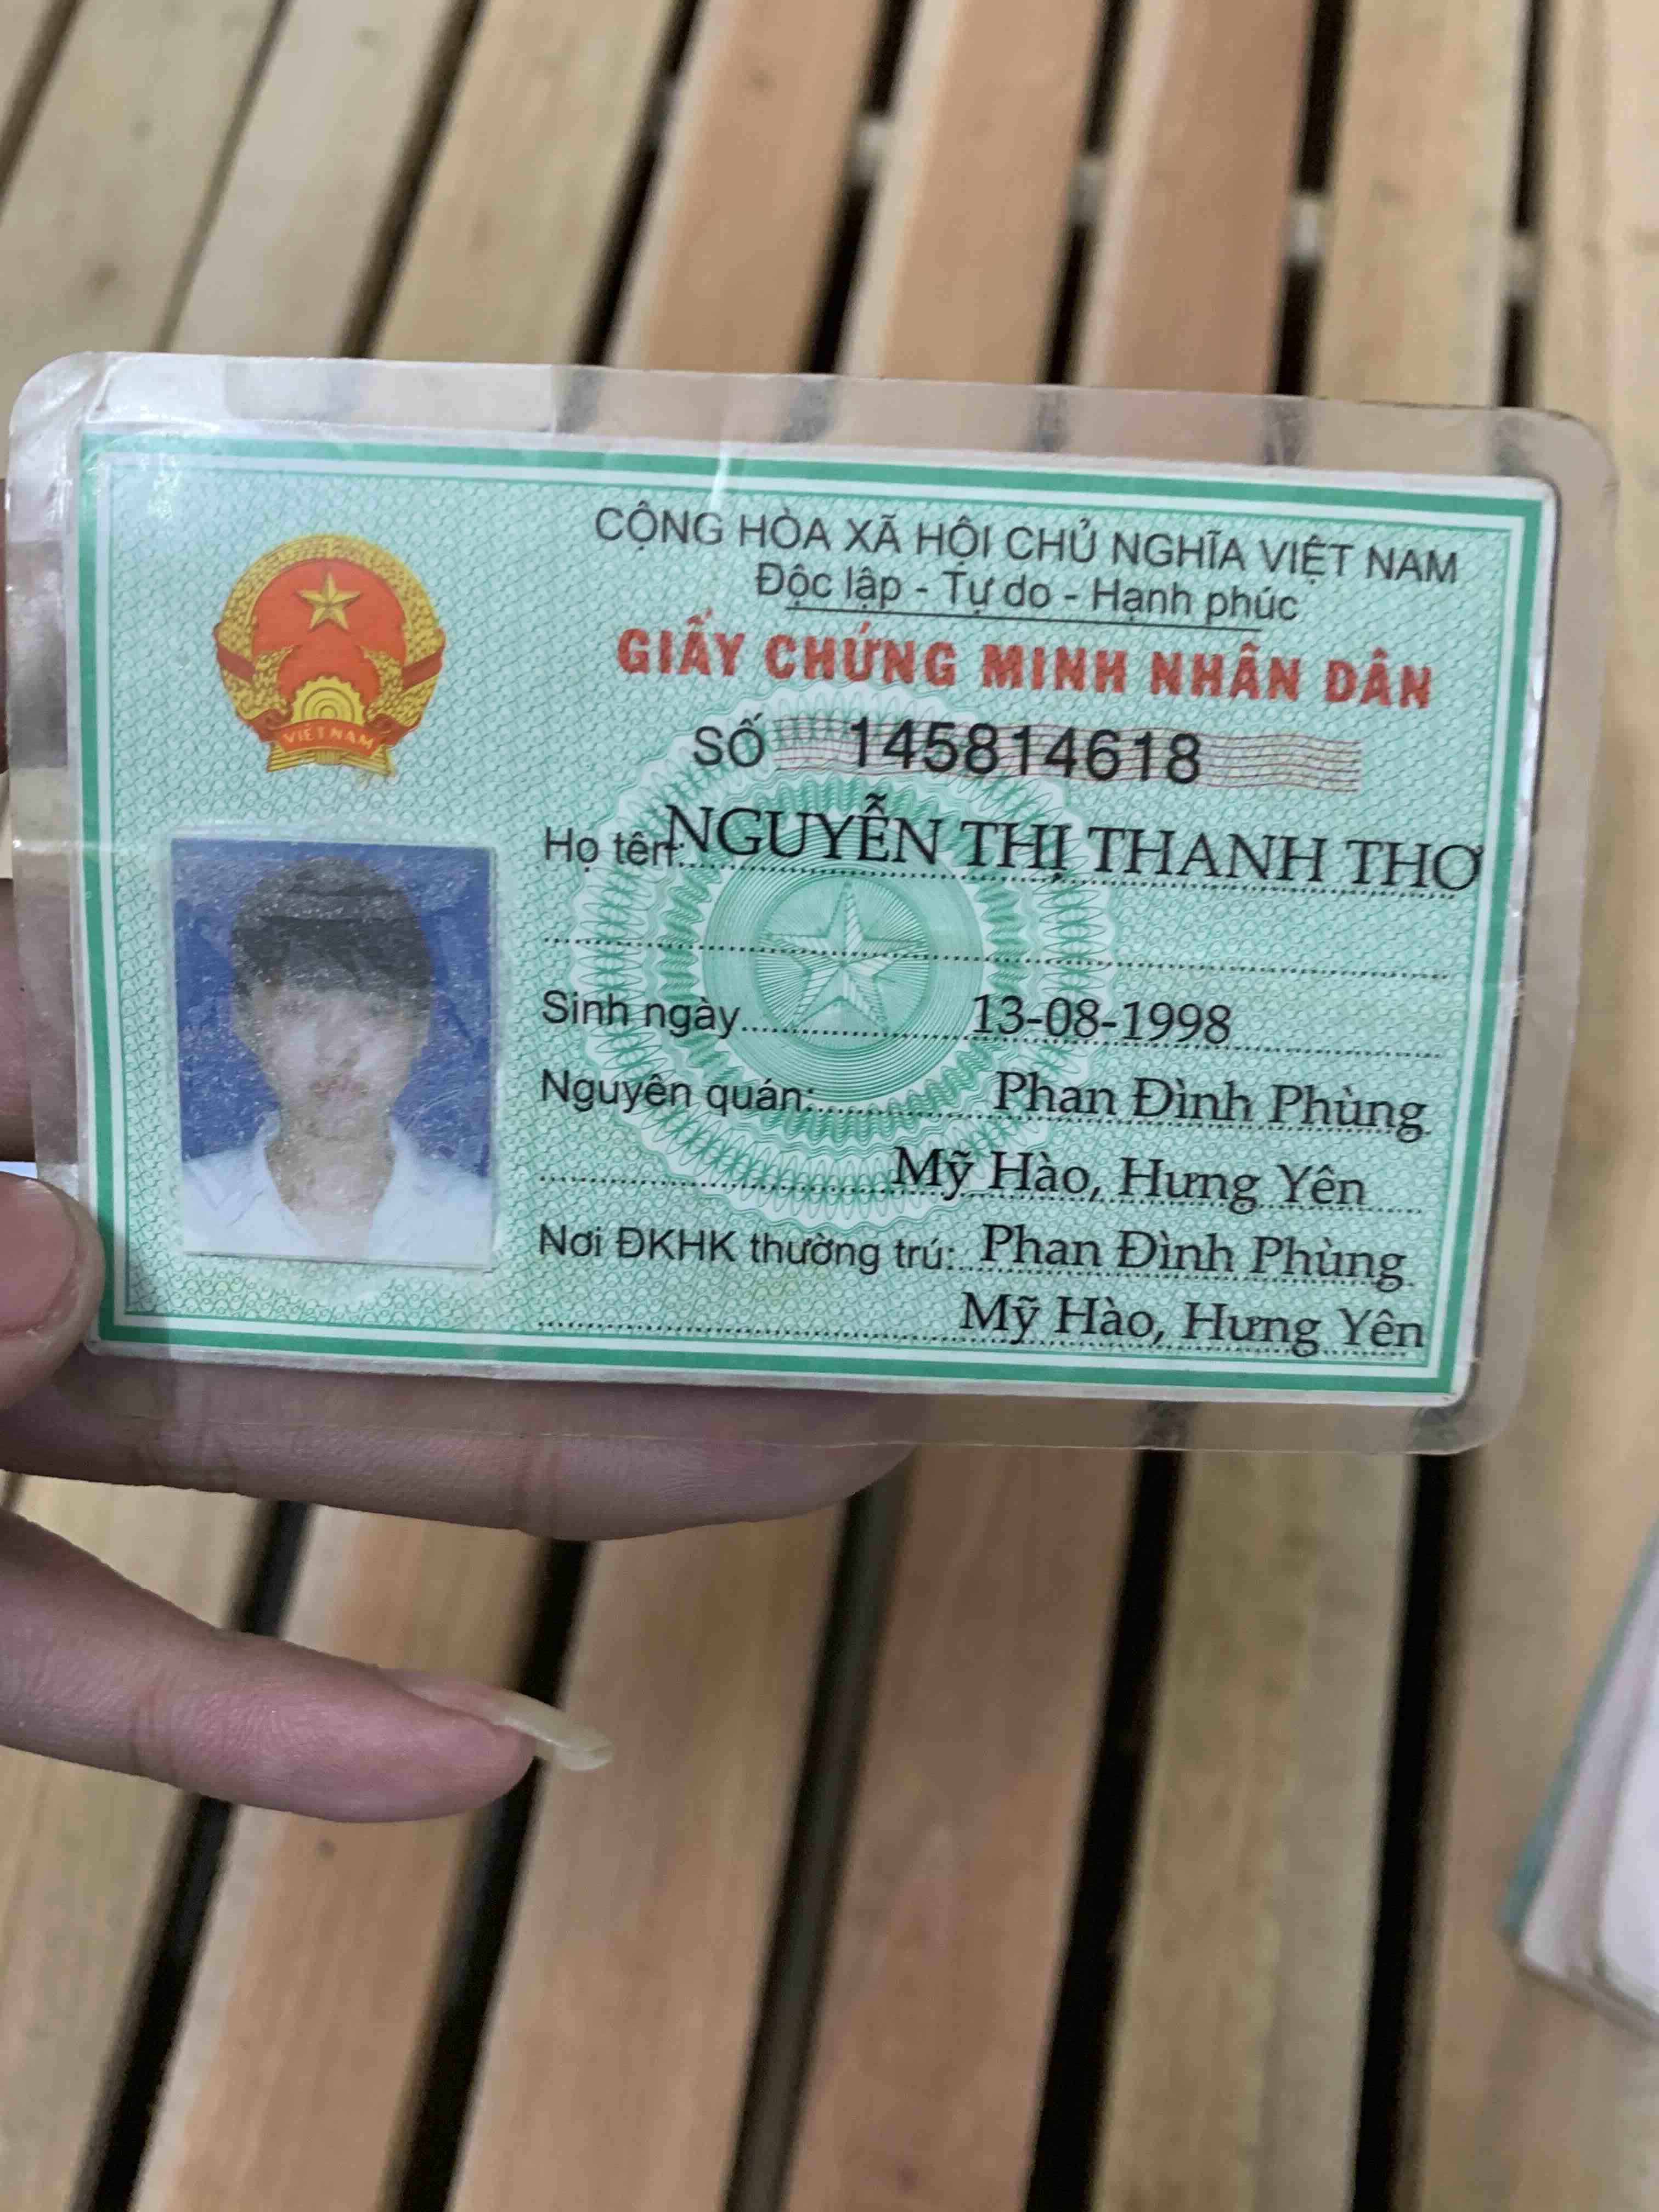 CỘNG HÒA XÃ HỘI CHỦ NGHĨA VIỆT NAM
Độc lập - Tự do - Hạnh phúc
GIẤY CHỨNG MINH NHÂN DÂN
SỐ 145814618
VIETNAM
Họ tên: NGUYỄN THỊ THANH THƠ
Sinh ngày 13-08-1998
Nguyên quán: Phan Đình Phùng
Mỹ Hào, Hưng Yên
Nơi ĐKHK thường trú: Phan Đình Phùng
Mỹ Hào, Hưng Yên